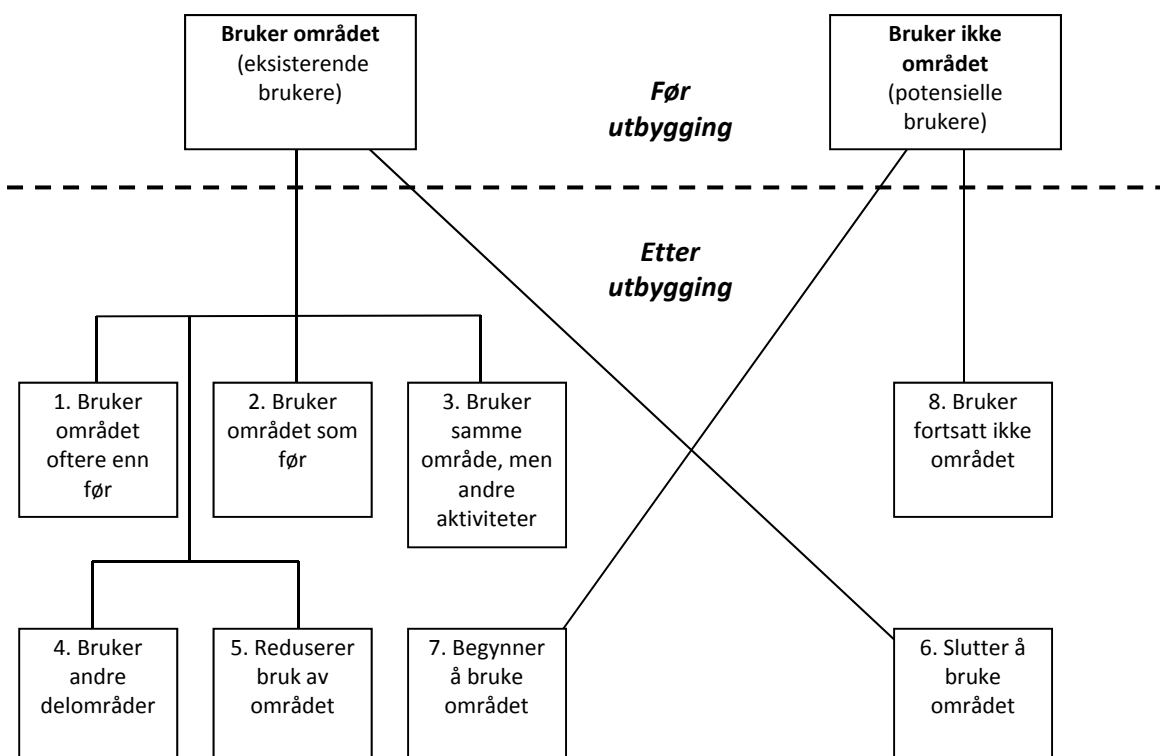 Bruker området
(eksisterende
brukere)
Før
utbygging
Bruker ikke
området
(potensielle
brukere)
Etter
utbygging
1. Bruker
området
oftere enn
før
2. Bruker
området som
før
3. Bruker
samme
område, men
andre
aktiviteter
8. Bruker
fortsatt ikke
området
4. Bruker
andre
delområder
5. Reduserer
bruk av
området
7. Begynner
å bruke
området
6. Slutter å
bruke
området